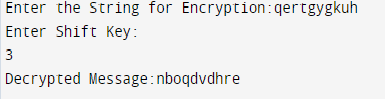 Enter the String for Encryption:qertgygkuh
Enter Shift Key:
3
Decrypted Message:nboqdvdhre